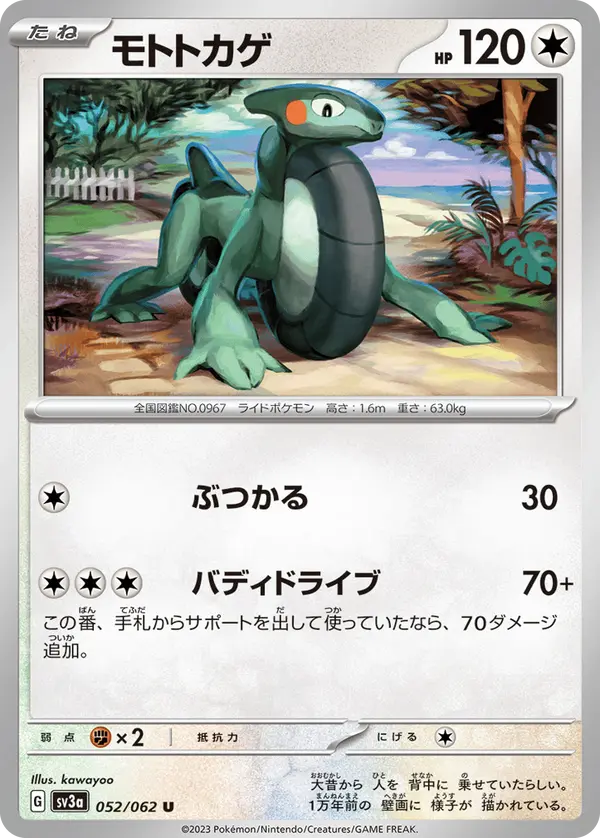 たね モトトカゲ HP 120
全国図鑑NO.0967 ライドポケモン 高さ：1.6m 重さ：63.0kg
ぶつかる 30
バディドライブ 70+
この番、手札からサポートを出して使っていたなら、70ダメージ
追加。
弱点 ×2 抵抗力 にげる
Illus. kawayoo
大昔から 人を 背中に 乗せていたらしい。
G sv3a 052/062 U
1万年前の 壁画に 様子が 描かれている。
©2023 Pokémon/Nintendo/Creatures/GAME FREAK.